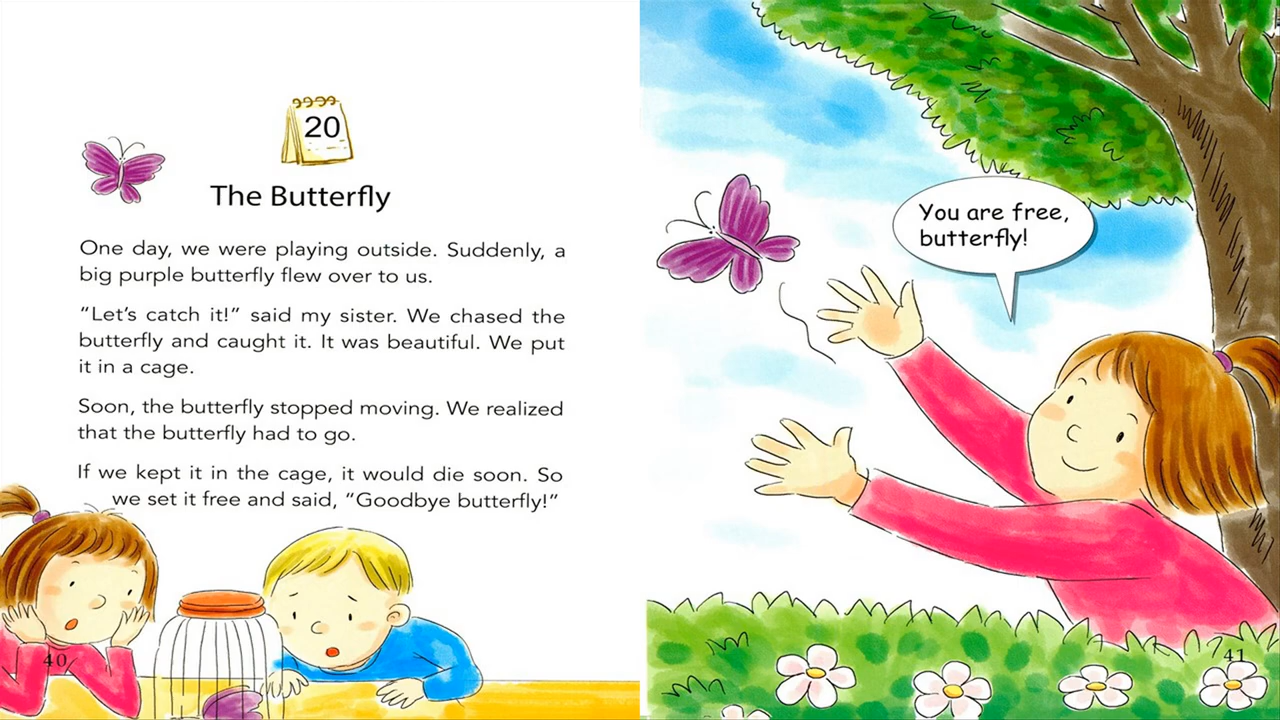 20
The Butterfly
One day, we were playing outside. Suddenly, a
big purple butterfly flew over to us.
“Let’s catch it!” said my sister. We chased the
butterfly and caught it. It was beautiful. We put
it in a cage.
Soon, the butterfly stopped moving. We realized
that the butterfly had to go.
If we kept it in the cage, it would die soon. So
we set it free and said, “Goodbye butterfly!”
40
You are free,
butterfly!
41